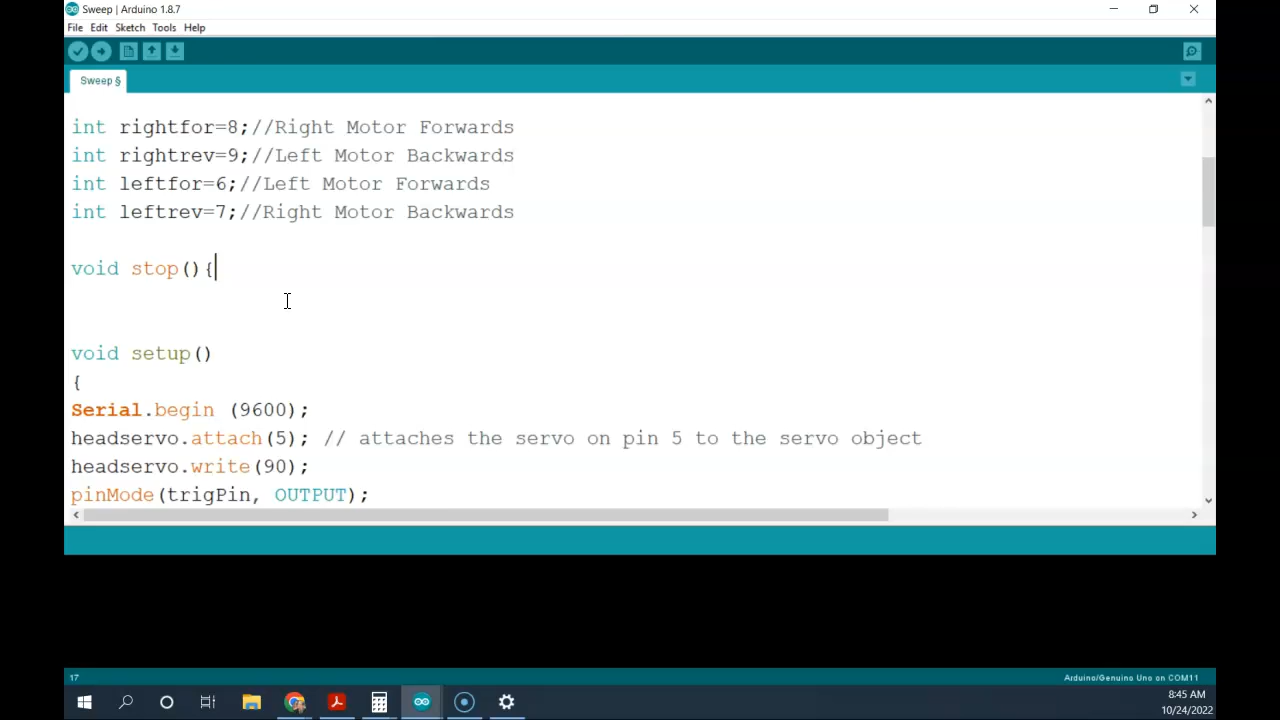 Sweep | Arduino 1.8.7
File Edit Sketch Tools Help
Sweep §
int rightfor=8;//Right Motor Forwards
int rightrev=9;//Left Motor Backwards
int leftfor=6;//Left Motor Forwards
int leftrev=7;//Right Motor Backwards
void stop(){
void setup()
{
Serial.begin (9600);
headservo.attach(5); // attaches the servo on pin 5 to the servo object
headservo.write(90);
pinMode(trigPin, OUTPUT);
17
Arduino/Genuino Uno on COM11
8:45 AM
10/24/2022